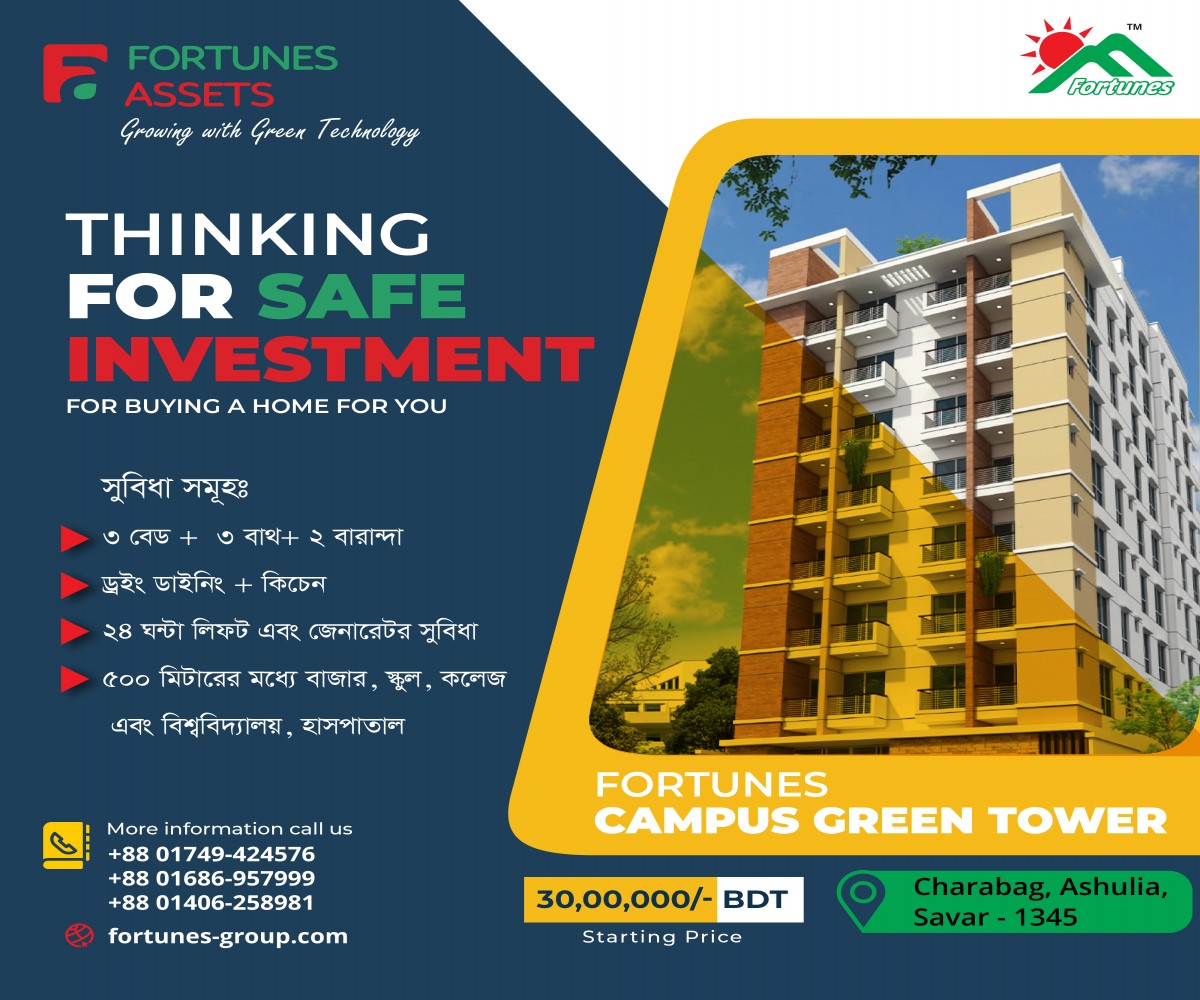 FORTUNES
ASSETS
Growing with Green Technology
TM
Fortunes
THINKING
FOR SAFE
INVESTMENT
FOR BUYING A HOME FOR YOU
সুবিধা সমূহঃ
৩ বেড + ৩ বাথ+ ২ বারান্দা
ড্রইং ডাইনিং + কিচেন
২৪ ঘন্টা লিফট এবং জেনারেটর সুবিধা
৫০০ মিটারের মধ্যে বাজার, স্কুল, কলেজ
এবং বিশ্ববিদ্যালয়, হাসপাতাল
FORTUNES
CAMPUS GREEN TOWER
More information call us
+88 01749-424576
+88 01686-957999
+88 01406-258981
fortunes-group.com
30,00,000/- BDT
Starting Price
Charabag, Ashulia,
Savar - 1345